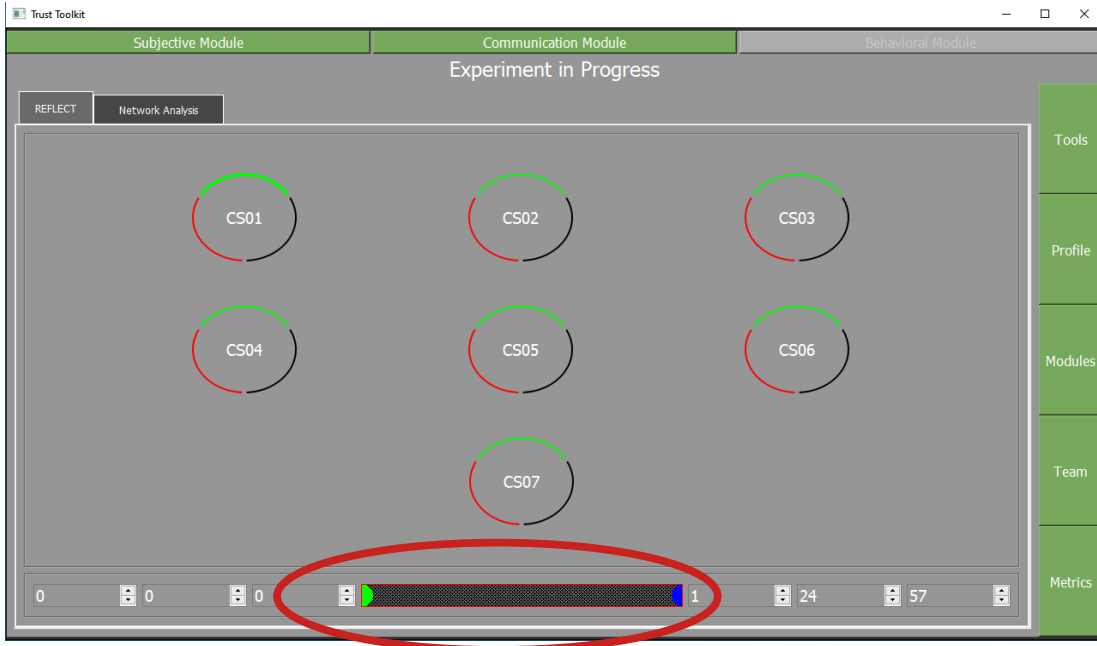 Trust Toolkit
Subjective Module Communication Module Behavioral Module
Experiment in Progress
REFLECT Network Analysis
Tools
CS01 CS02 CS03
Profile
CS04 CS05 CS06
Modules
CS07
Team
0 0 0 1 24 57
Metrics